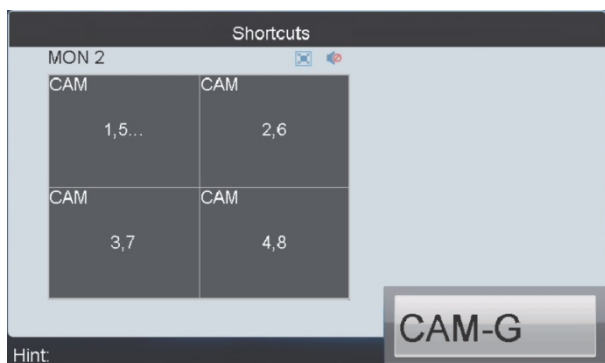 Shortcuts
MON 2
CAM
CAM
1,5...
2,6
CAM
CAM
3,7
4,8
CAM-G
Hint: